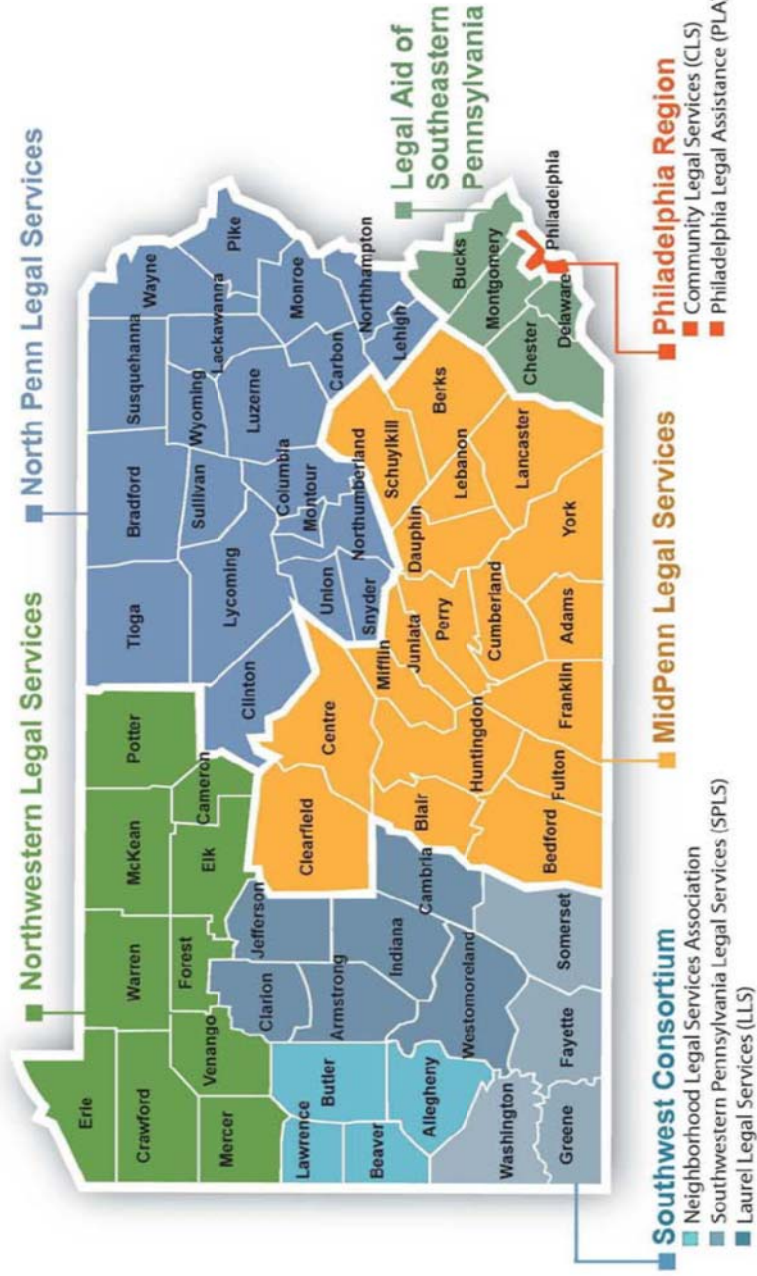 Northwestern Legal Services
North Penn Legal Services
Legal Aid of
Southeastern
Pennsylvania
Erie
Crawford
Mercer
Venango
Warren
Forest
McKean
Elk
Cameron
Potter
Tioga
Bradford
Susquehanna
Wayne
Wyoming
Lackawanna
Pike
Sullivan
Lycoming
Clinton
Luzerne
Columbia
Montour
Monroe
Carbon
Northhampton
Lehigh
Union
Snyder
Northumberland
Lawrence
Butler
Beaver
Allegheny
Clarion
Jefferson
Armstrong
Indiana
Cambria
Westmoreland
Washington
Greene
Fayette
Somerset
Clearfield
Centre
Blair
Huntingdon
Mifflin
Juniata
Perry
Cumberland
Bedford
Fulton
Franklin
Adams
York
Dauphin
Lebanon
Lancaster
Schuylkill
Berks
Bucks
Montgomery
Chester
Delaware
Philadelphia
Southwest Consortium
Neighborhood Legal Services Association
Southwestern Pennsylvania Legal Services (SPLS)
Laurel Legal Services (LLS)
MidPenn Legal Services
Philadelphia Region
Community Legal Services (CLS)
Philadelphia Legal Assistance (PLA